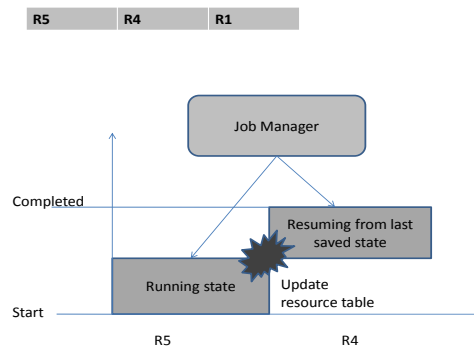 R5 R4 R1
Job Manager
Completed
Resuming from last
saved state
Running state
Update
resource table
Start
R5 R4